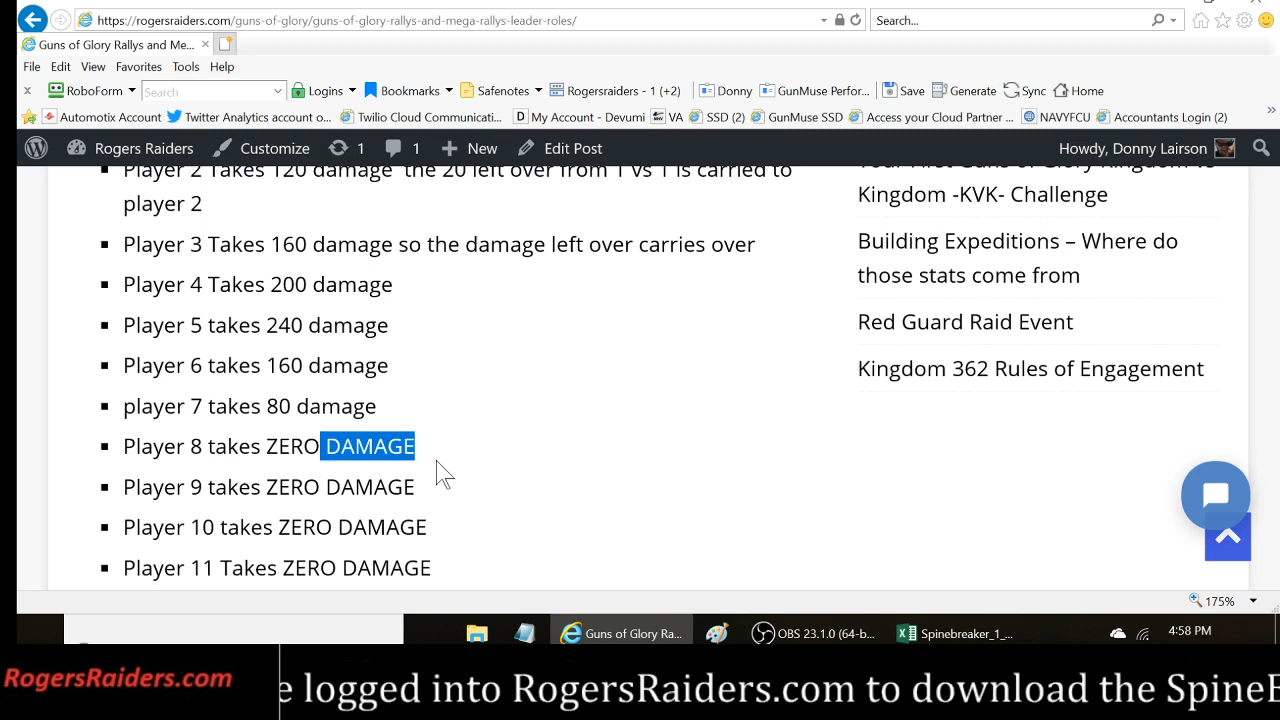 https://rogersraiders.com/guns-of-glory/guns-of-glory-rallys-and-mega-rallys-leader-roles/
Search...
Guns of Glory Rallys and Me...
File Edit View Favorites Tools Help
RoboForm Search Logins Bookmarks Safenotes Rogersraiders - 1 (+2) Donny GunMuse Perfor... Save Generate Sync Home
Automotix Account Twitter Analytics account o... Twilio Cloud Communicati... My Account - Devumi VA SSD (2) GunMuse SSD Access your Cloud Partner ... NAVYFCU Accountants Login (2)
Rogers Raiders Customize 1 1 New Edit Post Howdy, Donny Lairson
Player 2 Takes 120 damage the 20 left over from 1 vs 1 is carried to
player 2
Player 3 Takes 160 damage so the damage left over carries over
Player 4 Takes 200 damage
Player 5 takes 240 damage
Player 6 takes 160 damage
player 7 takes 80 damage
Player 8 takes ZERO DAMAGE
Player 9 takes ZERO DAMAGE
Player 10 takes ZERO DAMAGE
Player 11 Takes ZERO DAMAGE
Your First Guns of Glory Kingdom to
Kingdom -KVK- Challenge
Building Expeditions – Where do
those stats come from
Red Guard Raid Event
Kingdom 362 Rules of Engagement
175%
Guns of Glory Ra... OBS 23.1.0 (64-b... Spinebreaker_1_... 4:58 PM
RogersRaiders.com
e logged into RogersRaiders.com to download the SpineB